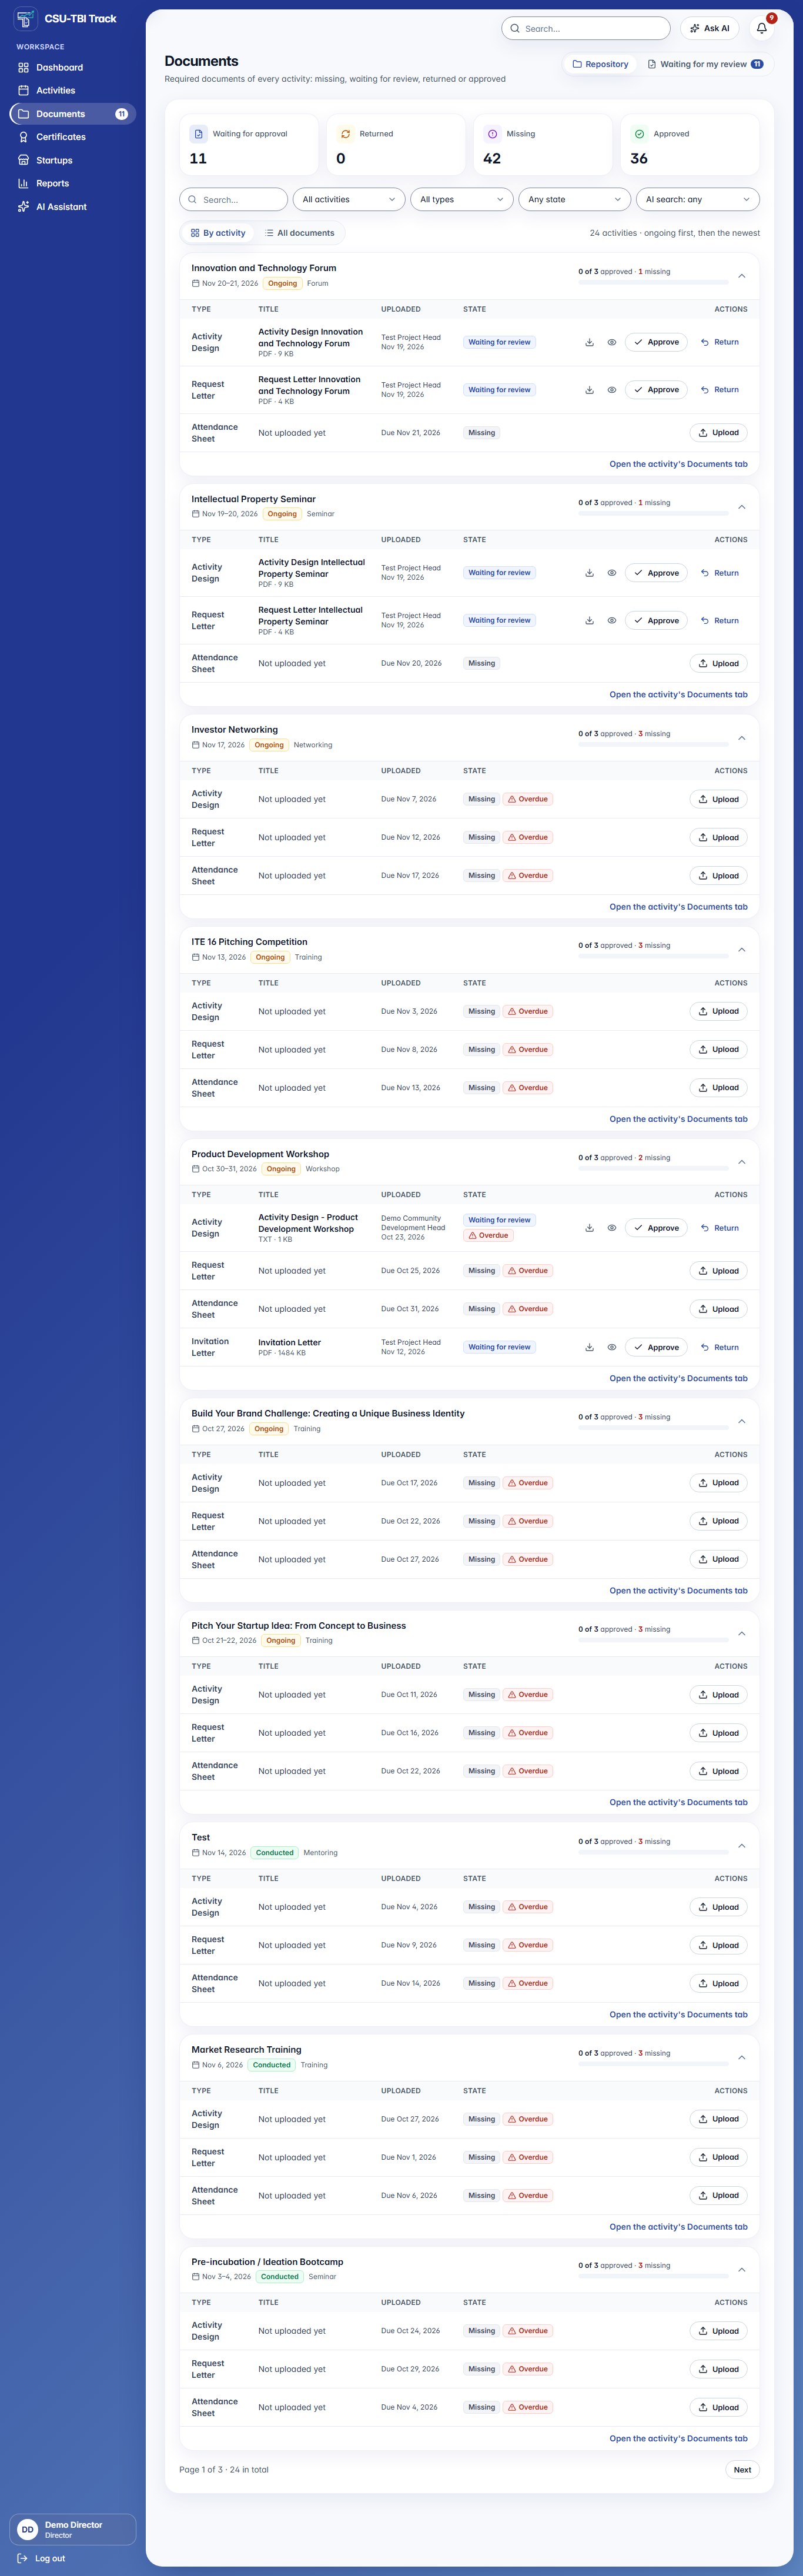 CSU-TBI Track
WORKSPACE
Dashboard
Activities
Documents 11
Certificates
Startups
Reports
AI Assistant
Demo Director
DD
Director
Log out
Search...
Ask AI
9
Documents
Required documents of every activity: missing, waiting for review, returned or approved
Repository
Waiting for my review 11
Waiting for approval
11
Returned
0
Missing
42
Approved
36
Search...
All activities
All types
Any state
AI search: any
By activity
All documents
24 activities · ongoing first, then the newest
Innovation and Technology Forum
Nov 20–21, 2026 Ongoing Forum
0 of 3 approved · 1 missing
TYPE TITLE UPLOADED STATE ACTIONS
Activity Design
Activity Design Innovation and Technology Forum
PDF · 9 KB
Test Project Head
Nov 19, 2026
Waiting for review
Approve Return
Request Letter
Request Letter Innovation and Technology Forum
PDF · 4 KB
Test Project Head
Nov 19, 2026
Waiting for review
Approve Return
Attendance Sheet
Not uploaded yet
Due Nov 21, 2026
Missing
Upload
Open the activity's Documents tab
Intellectual Property Seminar
Nov 19–20, 2026 Ongoing Seminar
0 of 3 approved · 1 missing
TYPE TITLE UPLOADED STATE ACTIONS
Activity Design
Activity Design Intellectual Property Seminar
PDF · 9 KB
Test Project Head
Nov 19, 2026
Waiting for review
Approve Return
Request Letter
Request Letter Intellectual Property Seminar
PDF · 4 KB
Test Project Head
Nov 19, 2026
Waiting for review
Approve Return
Attendance Sheet
Not uploaded yet
Due Nov 20, 2026
Missing
Upload
Open the activity's Documents tab
Investor Networking
Nov 17, 2026 Ongoing Networking
0 of 3 approved · 3 missing
TYPE TITLE UPLOADED STATE ACTIONS
Activity Design Not uploaded yet Due Nov 7, 2026 Missing Overdue Upload
Request Letter Not uploaded yet Due Nov 12, 2026 Missing Overdue Upload
Attendance Sheet Not uploaded yet Due Nov 17, 2026 Missing Overdue Upload
Open the activity's Documents tab
ITE 16 Pitching Competition
Nov 13, 2026 Ongoing Training
0 of 3 approved · 3 missing
TYPE TITLE UPLOADED STATE ACTIONS
Activity Design Not uploaded yet Due Nov 3, 2026 Missing Overdue Upload
Request Letter Not uploaded yet Due Nov 8, 2026 Missing Overdue Upload
Attendance Sheet Not uploaded yet Due Nov 13, 2026 Missing Overdue Upload
Open the activity's Documents tab
Product Development Workshop
Oct 30–31, 2026 Ongoing Workshop
0 of 3 approved · 2 missing
TYPE TITLE UPLOADED STATE ACTIONS
Activity Design
Activity Design - Product Development Workshop
TXT · 1 KB
Demo Community Development Head
Oct 23, 2026
Waiting for review
Overdue
Approve Return
Request Letter Not uploaded yet Due Oct 25, 2026 Missing Overdue Upload
Attendance Sheet Not uploaded yet Due Oct 31, 2026 Missing Overdue Upload
Invitation Letter
Invitation Letter
PDF · 1484 KB
Test Project Head
Nov 12, 2026
Waiting for review
Approve Return
Open the activity's Documents tab
Build Your Brand Challenge: Creating a Unique Business Identity
Oct 27, 2026 Ongoing Training
0 of 3 approved · 3 missing
TYPE TITLE UPLOADED STATE ACTIONS
Activity Design Not uploaded yet Due Oct 17, 2026 Missing Overdue Upload
Request Letter Not uploaded yet Due Oct 22, 2026 Missing Overdue Upload
Attendance Sheet Not uploaded yet Due Oct 27, 2026 Missing Overdue Upload
Open the activity's Documents tab
Pitch Your Startup Idea: From Concept to Business
Oct 21–22, 2026 Ongoing Training
0 of 3 approved · 3 missing
TYPE TITLE UPLOADED STATE ACTIONS
Activity Design Not uploaded yet Due Oct 11, 2026 Missing Overdue Upload
Request Letter Not uploaded yet Due Oct 16, 2026 Missing Overdue Upload
Attendance Sheet Not uploaded yet Due Oct 22, 2026 Missing Overdue Upload
Open the activity's Documents tab
Test
Nov 14, 2026 Conducted Mentoring
0 of 3 approved · 3 missing
TYPE TITLE UPLOADED STATE ACTIONS
Activity Design Not uploaded yet Due Nov 4, 2026 Missing Overdue Upload
Request Letter Not uploaded yet Due Nov 9, 2026 Missing Overdue Upload
Attendance Sheet Not uploaded yet Due Nov 14, 2026 Missing Overdue Upload
Open the activity's Documents tab
Market Research Training
Nov 6, 2026 Conducted Training
0 of 3 approved · 3 missing
TYPE TITLE UPLOADED STATE ACTIONS
Activity Design Not uploaded yet Due Oct 27, 2026 Missing Overdue Upload
Request Letter Not uploaded yet Due Nov 1, 2026 Missing Overdue Upload
Attendance Sheet Not uploaded yet Due Nov 6, 2026 Missing Overdue Upload
Open the activity's Documents tab
Pre-incubation / Ideation Bootcamp
Nov 3–4, 2026 Conducted Seminar
0 of 3 approved · 3 missing
TYPE TITLE UPLOADED STATE ACTIONS
Activity Design Not uploaded yet Due Oct 24, 2026 Missing Overdue Upload
Request Letter Not uploaded yet Due Oct 29, 2026 Missing Overdue Upload
Attendance Sheet Not uploaded yet Due Nov 4, 2026 Missing Overdue Upload
Open the activity's Documents tab
Page 1 of 3 · 24 in total
Next